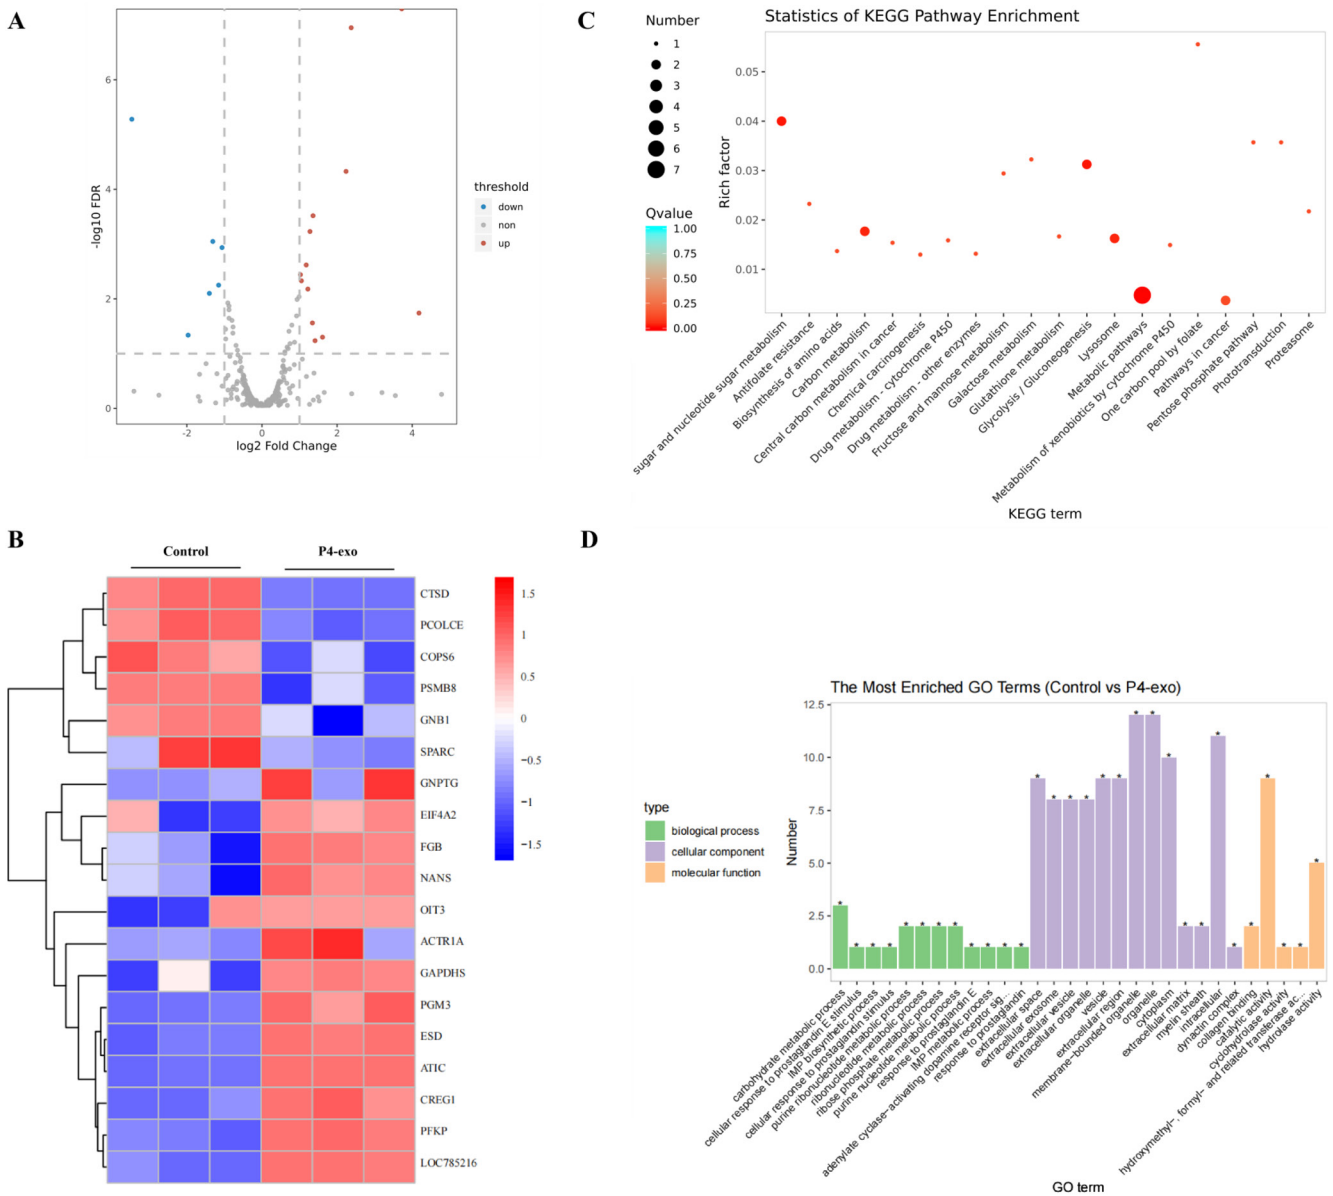 A
6
4
2
0
-log10 FDR
-2
0
2
4
log2 Fold Change
threshold
down
non
up
C
Number
1
2
3
4
5
6
7
Qvalue
1.00
0.75
0.50
0.25
0.00
Statistics of KEGG Pathway Enrichment
Rich factor
0.05
0.04
0.03
0.02
0.01
sugar and nucleotide sugar metabolism
Antifolate resistance
Biosynthesis of amino acids
Carbon metabolism
Central carbon metabolism in cancer
Chemical carcinogenesis
Drug metabolism - cytochrome P450
Drug metabolism - other enzymes
Fructose and mannose metabolism
Galactose metabolism
Glutathione metabolism
Glycolysis / Gluconeogenesis
Lysosome
Metabolic pathways
Metabolism of xenobiotics by cytochrome P450
One carbon pool by folate
Pathways in cancer
Pentose phosphate pathway
Phototransduction
Proteasome
KEGG term
B
Control
P4-exo
CTSD
PCOLCE
COPS6
PSMB8
GNB1
SPARC
GNPTG
EIF4A2
FGB
NANS
OIT3
ACTR1A
GAPDHS
PGM3
ESD
ATIC
CREG1
PFKP
LOC785216
1.5
1
0.5
0
−0.5
−1
−1.5
D
type
biological process
cellular component
molecular function
The Most Enriched GO Terms (Control vs P4-exo)
Number
12.5
10.0
7.5
5.0
2.5
0.0
carbohydrate metabolic process
cellular response to prostaglandin E stimulus
IMP biosynthetic process
cellular response to prostaglandin stimulus
purine ribonucleotide metabolic process
ribonucleotide metabolic process
ribose phosphate metabolic process
purine nucleotide metabolic process
response to prostaglandin E
IMP metabolic process
adenylate cyclase−activating dopamine receptor sig...
response to prostaglandin
extracellular space
extracellular exosome
extracellular vesicle
extracellular organelle
vesicle
extracellular region
membrane−bounded organelle
organelle
cytoplasm
extracellular matrix
myelin sheath
intracellular
dynactin complex
collagen binding
catalytic activity
cyclohydrolase activity
hydroxymethyl−, formyl− and related transferase ac...
hydrolase activity
GO term